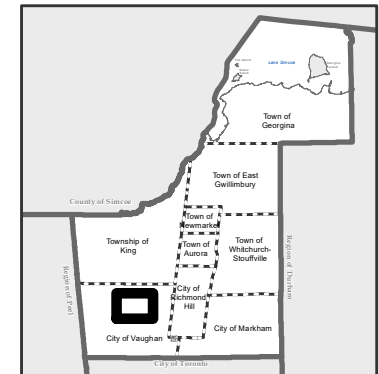 Lake Simcoe
Town of
Georgina
Town of East
Gwillimbury
County of Simcoe
Town of
Newmarket
Township of
King
Town of
Aurora
Town of
Whitchurch-
Stouffville
Region of Durham
Region of Peel
City of
Richmond
Hill
City of Vaughan
City of Markham
City of Toronto